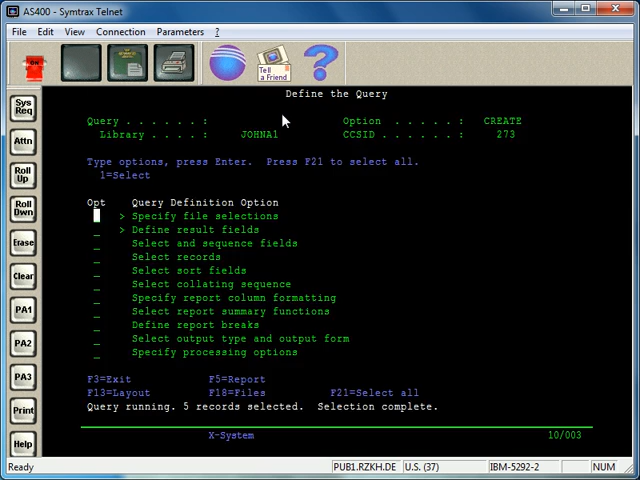 AS400 - Symtrax Telnet
File Edit View Connection Parameters ?
ON
Tell a Friend
Define the Query
Query . . . . . . : Option . . . . . : CREATE
Library . . . . : JOHNA1 CCSID . . . . . . : 273
Type options, press Enter. Press F21 to select all.
1=Select
Opt Query Definition Option
> Specify file selections
> Define result fields
Select and sequence fields
Select records
Select sort fields
Select collating sequence
Specify report column formatting
Select report summary functions
Define report breaks
Select output type and output form
Specify processing options
F3=Exit F5=Report
F13=Layout F18=Files F21=Select all
Query running. 5 records selected. Selection complete.
X-System 10/003
Sys Req
Attn
Roll Up
Roll Dwn
Erase
Clear
PA1
PA2
PA3
Print
Help
Ready PUB1.RZKH.DE U.S. (37) IBM-5292-2 NUM